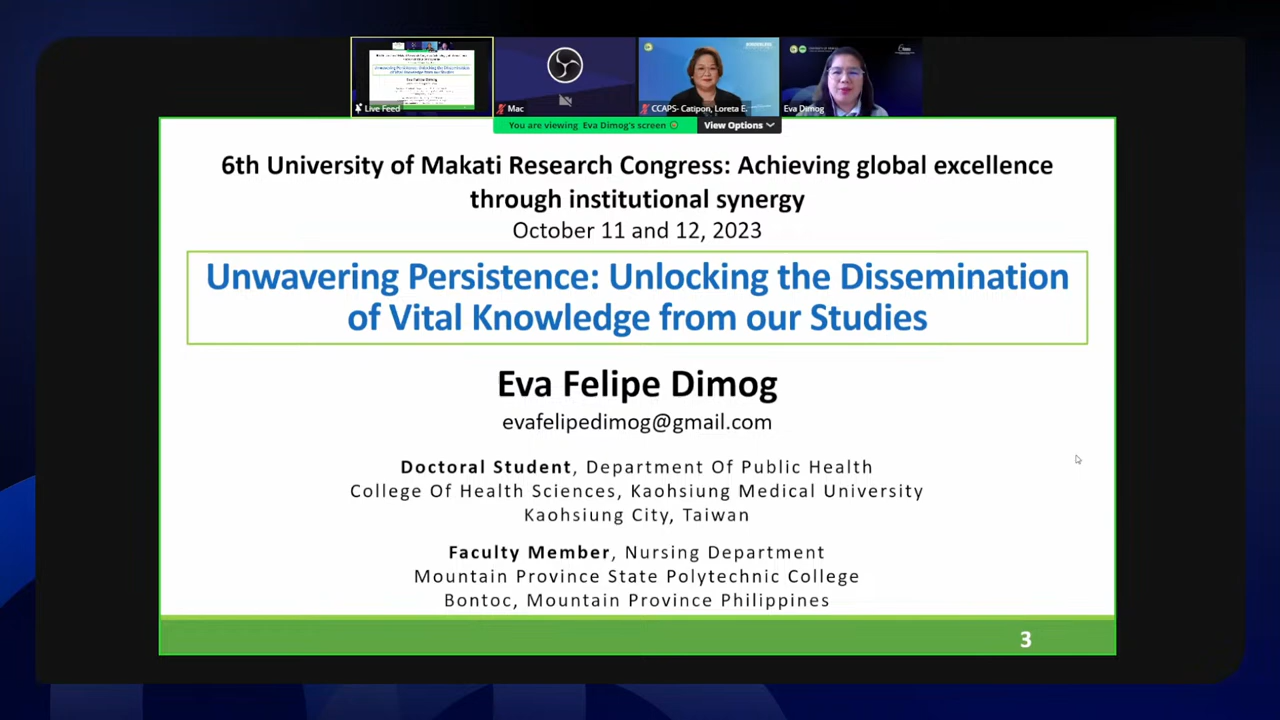 Live Feed
Mac
CCAPS- Catipon, Loreta E.
Eva Dimog
You are viewing Eva Dimog's screen
View Options
6th University of Makati Research Congress: Achieving global excellence
through institutional synergy
October 11 and 12, 2023
Unwavering Persistence: Unlocking the Dissemination
of Vital Knowledge from our Studies
Eva Felipe Dimog
evafelipedimog@gmail.com
Doctoral Student, Department Of Public Health
College Of Health Sciences, Kaohsiung Medical University
Kaohsiung City, Taiwan
Faculty Member, Nursing Department
Mountain Province State Polytechnic College
Bontoc, Mountain Province Philippines
3